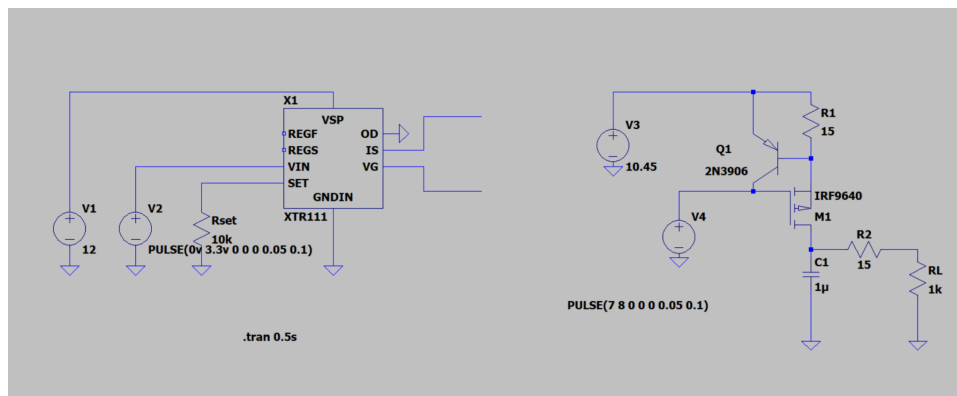 X1
VSP
REGF
REGS
VIN
SET
OD
IS
VG
GNDIN
XTR111
V1
12
V2
PULSE(0v 3.3v 0 0 0 0.05 0.1)
Rset
10k
.tran 0.5s
V3
10.45
Q1
2N3906
R1
15
IRF9640
M1
V4
PULSE(7 8 0 0 0 0.05 0.1)
R2
15
C1
1µ
RL
1k